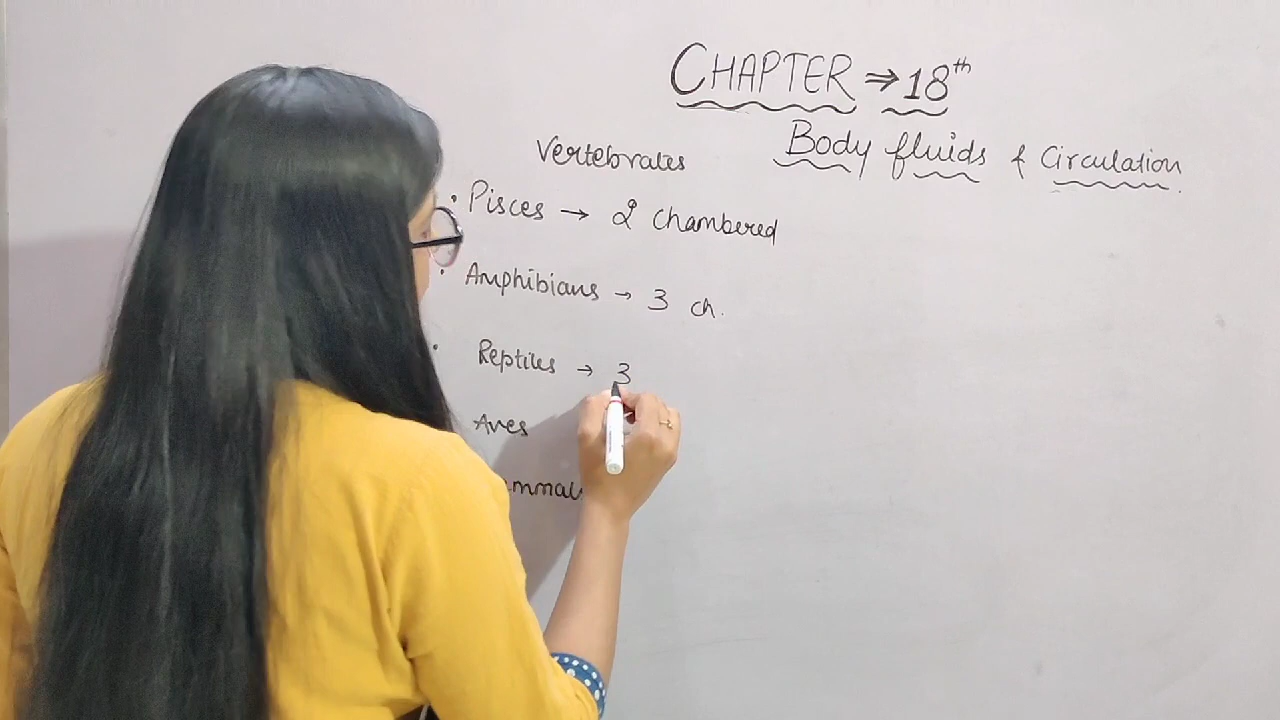 CHAPTER ⇒ 18th
Body fluids & Circulation.
Vertebrates
• Pisces → 2 chambered
• Amphibians → 3 ch.
• Reptiles → 3
Aves